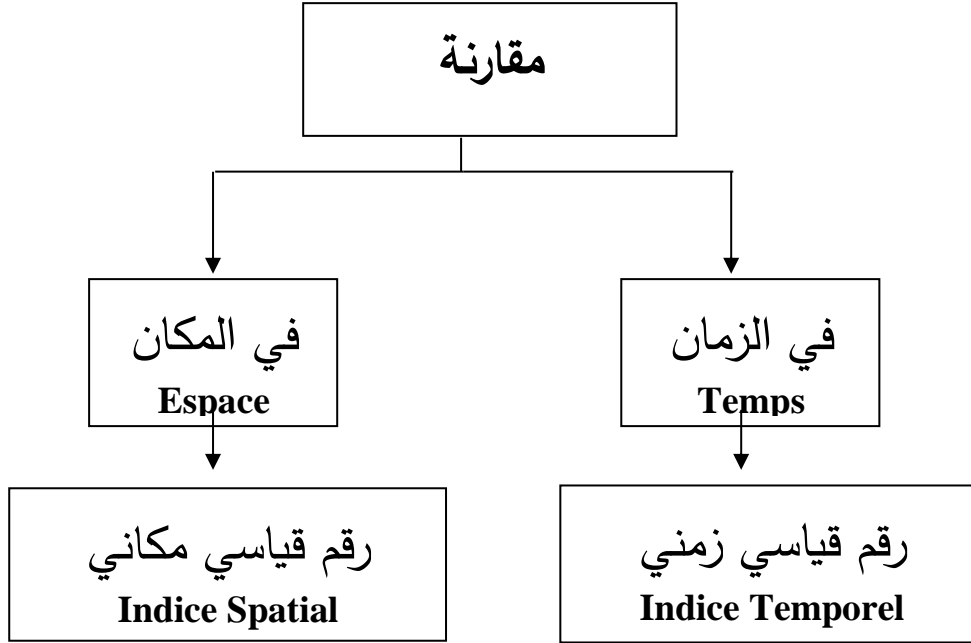 مقارنة
في الزمان
Temps
في المكان
Espace
رقم قياسي زمني
Indice Temporel
رقم قياسي مكاني
Indice Spatial